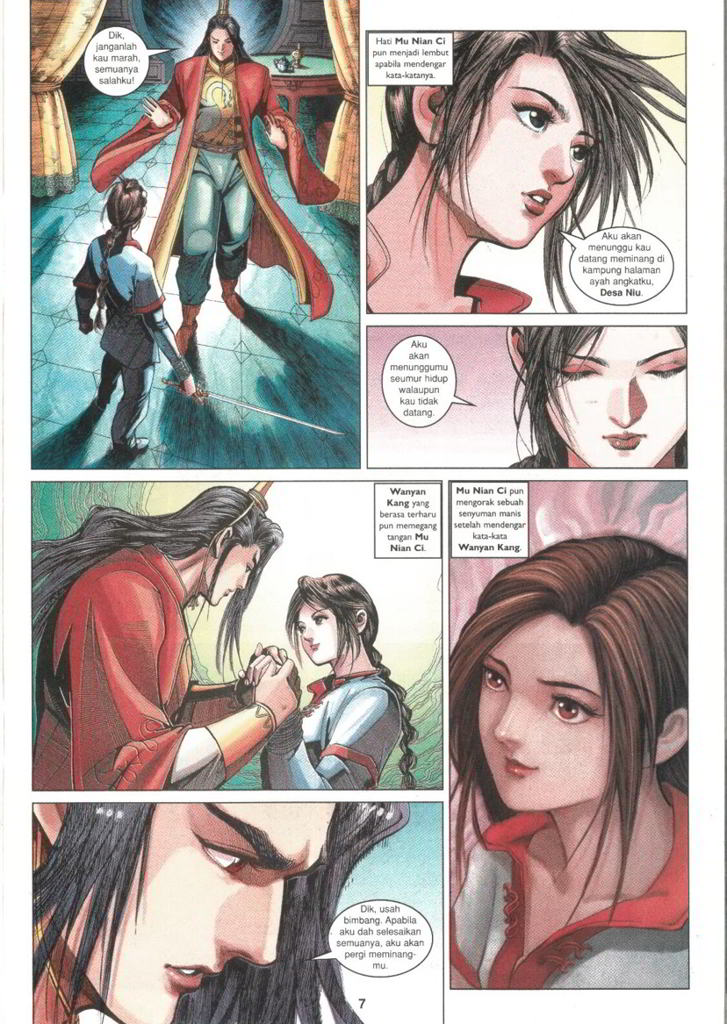 Dik,
janganlah
kau marah,
semuanya
salahku!
Hati Mu Nian Ci
pun menjadi lembut
apabila mendengar
kata-katanya.
Aku akan
menunggu kau
datang meminang di
kampung halaman
ayah angkatku,
Desa Niu.
Aku
akan
menunggumu
seumur hidup
walaupun
kau tidak
datang.
Wanyan
Kang yang
berasa terharu
pun memegang
tangan Mu
Nian Ci.
Mu Nian Ci pun
mengorak sebuah
senyuman manis
setelah mendengar
kata-kata
Wanyan Kang.
Dik, usah
bimbang. Apabila
aku dah selesaikan
semuanya, aku akan
pergi meminang-
mu.
7